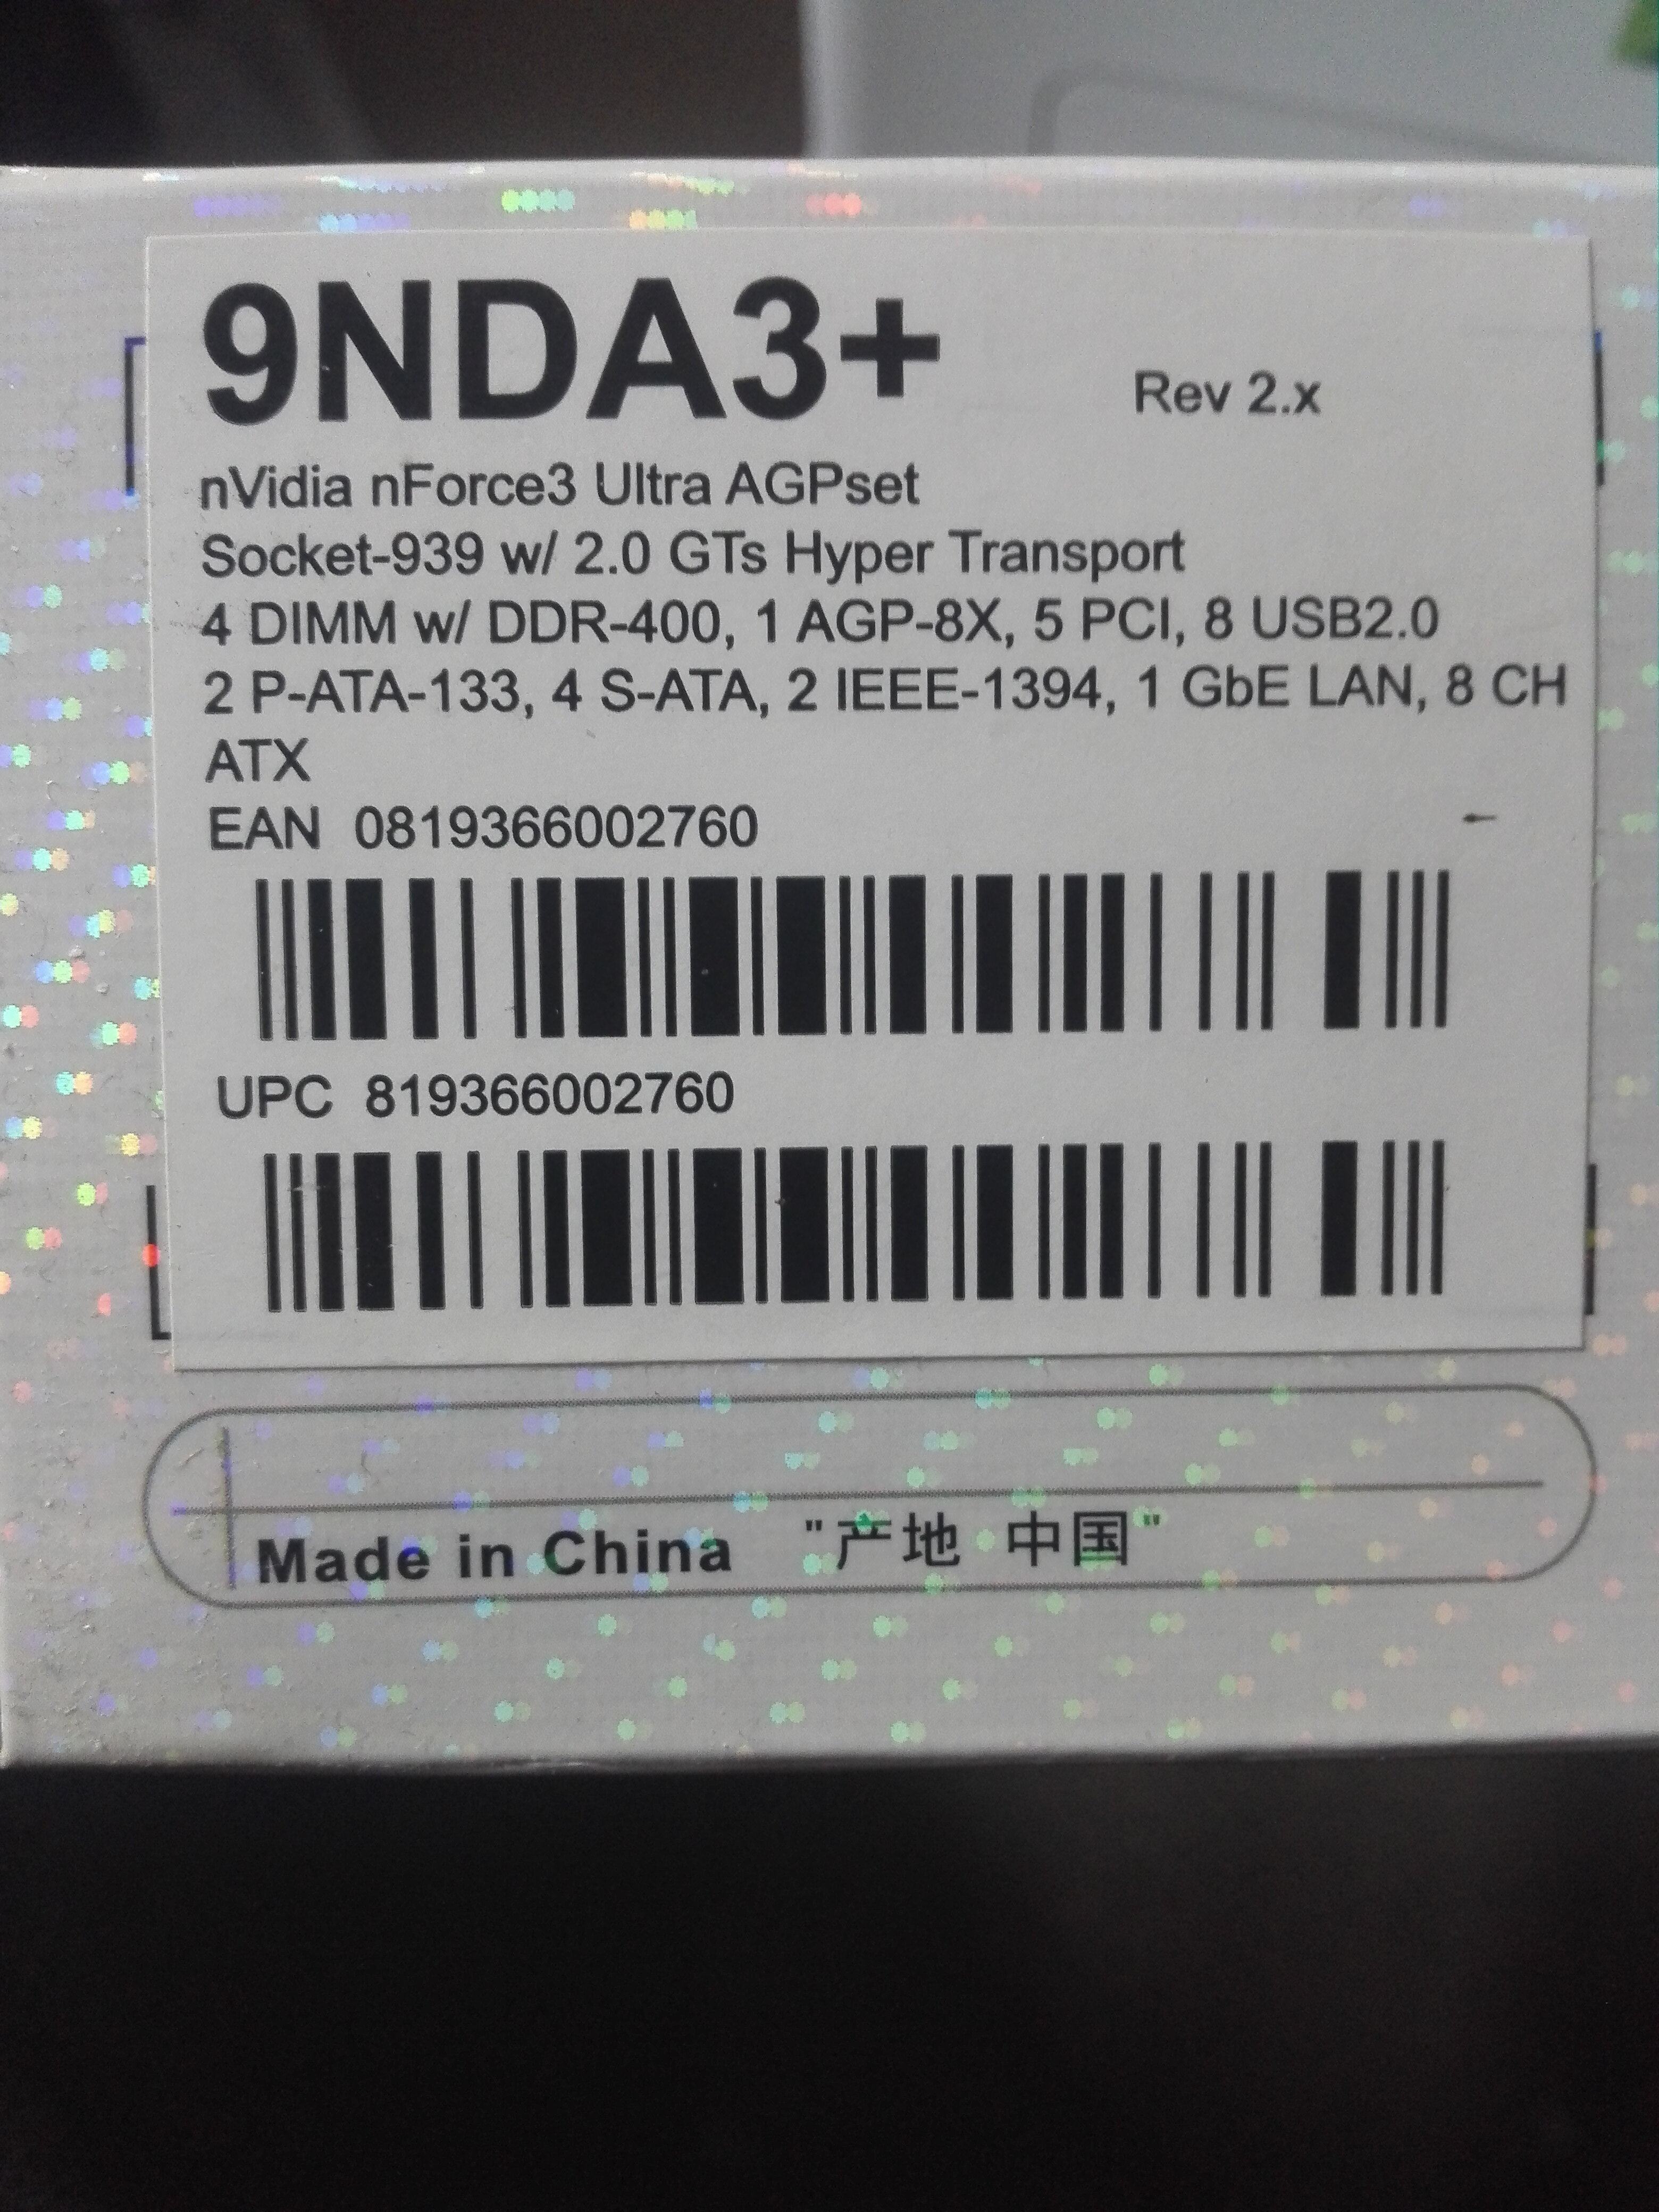 9NDA3+ Rev 2.x
nVidia nForce3 Ultra AGPset
Socket-939 w/ 2.0 GTs Hyper Transport
4 DIMM w/ DDR-400, 1 AGP-8X, 5 PCI, 8 USB2.0
2 P-ATA-133, 4 S-ATA, 2 IEEE-1394, 1 GbE LAN, 8 CH
ATX
EAN 0819366002760
UPC 819366002760
Made in China "产地 中国"